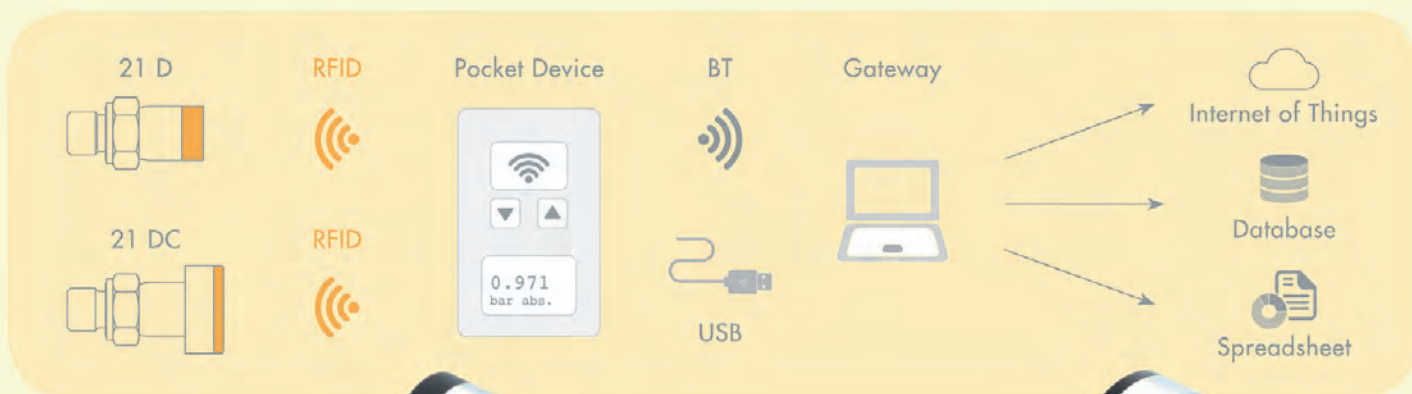 21 D
RFID
Pocket Device
BT
Gateway
Internet of Things
Database
21 DC
RFID
0.971
bar abs.
USB
Spreadsheet